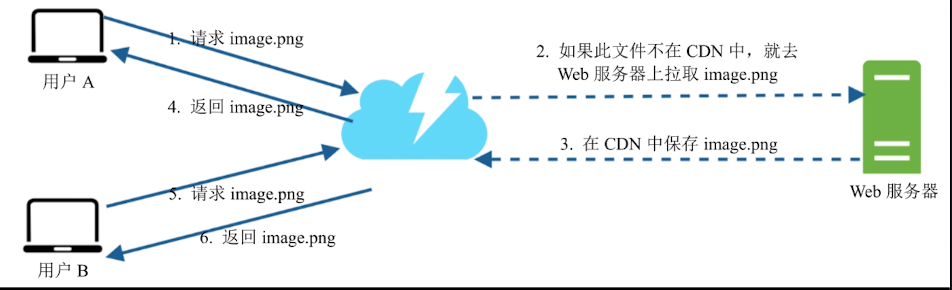 1. 请求 image.png
用户 A
4. 返回 image.png
2. 如果此文件不在 CDN 中，就去
Web 服务器上拉取 image.png
3. 在 CDN 中保存 image.png
Web 服务器
5. 请求 image.png
6. 返回 image.png
用户 B